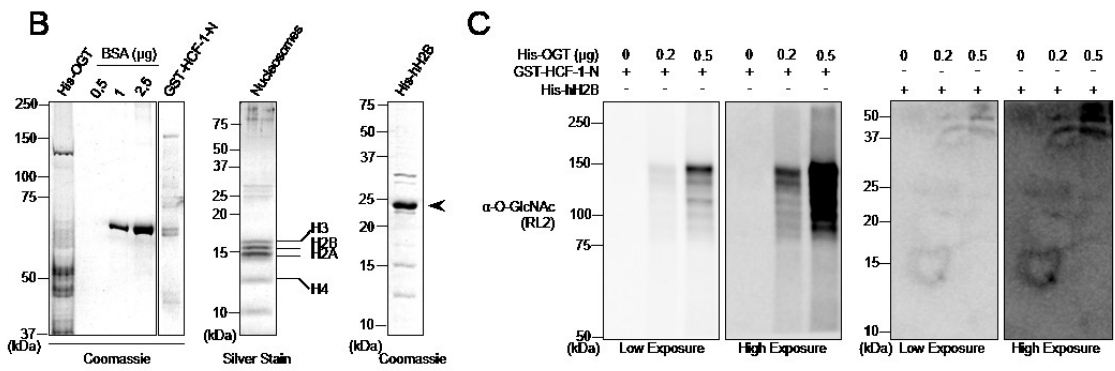 B
His-OGT
BSA (µg)
0.5
1
2.5
GST-HCF-1-N
250
150
100
75
50
37
(kDa)
Coomassie
Nucleosomes
75
50
37
25
20
15
10
(kDa)
H3
H2B
H2A
H4
Silver Stain
His-hH2B
75
50
37
25
20
15
10
(kDa)
Coomassie
C
His-OGT (µg) 0 0.2 0.5 0 0.2 0.5 0 0.2 0.5 0 0.2 0.5
GST-HCF-1-N + + + + + + - - - - - -
His-hH2B - - - - - - + + + + + +
α-O-GlcNAc
(RL2)
250
150
100
75
50
(kDa)
Low Exposure
High Exposure
50
37
25
20
15
10
(kDa)
Low Exposure
High Exposure